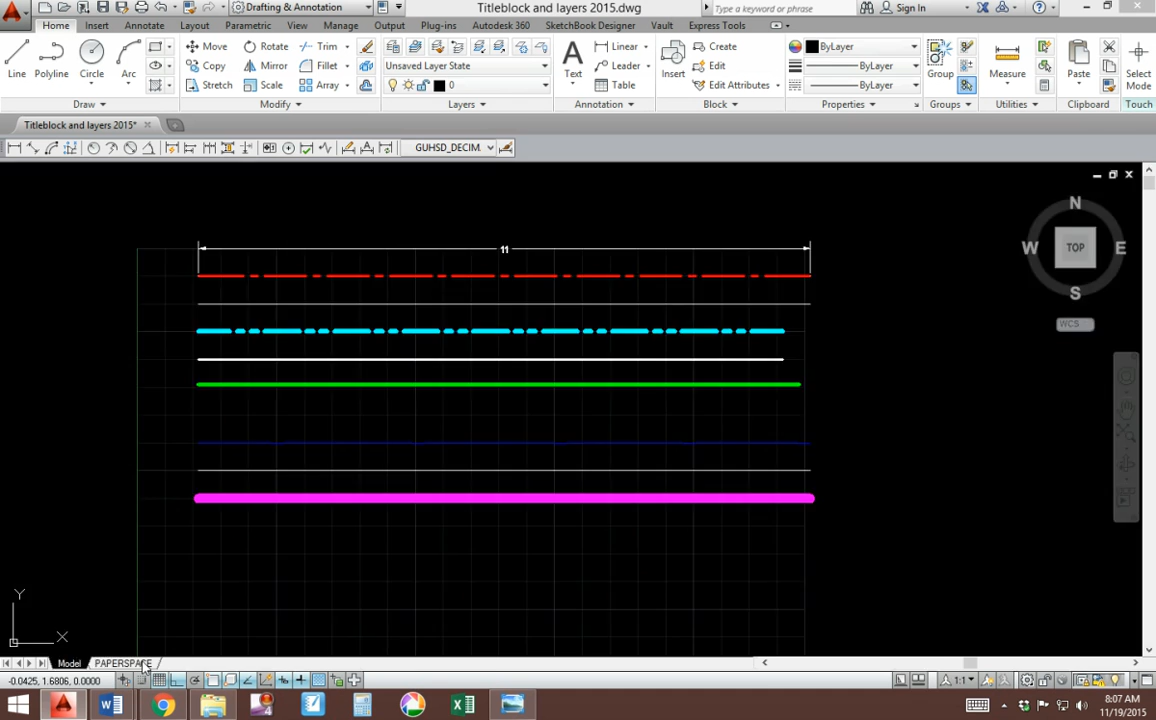 Drafting & Annotation
Titleblock and layers 2015.dwg
Type a keyword or phrase
Sign In
Home Insert Annotate Layout Parametric View Manage Output Plug-ins Autodesk 360 SketchBook Designer Vault Express Tools
Line Polyline Circle Arc
Move Rotate Trim
Copy Mirror Fillet
Stretch Scale Array
Unsaved Layer State
0
Text
Linear
Leader
Table
Insert
Create
Edit
Edit Attributes
ByLayer
ByLayer
ByLayer
Group
Measure
Paste
Select
Mode
Draw Modify Layers Annotation Block Properties Groups Utilities Clipboard Touch
Titleblock and layers 2015*
GUHSD_DECIM.
N
W TOP E
S
WCS
11
Y
X
Model PAPERSPACE
-0.0425, 1.6806, 0.0000
1:1
8:07 AM
11/19/2015